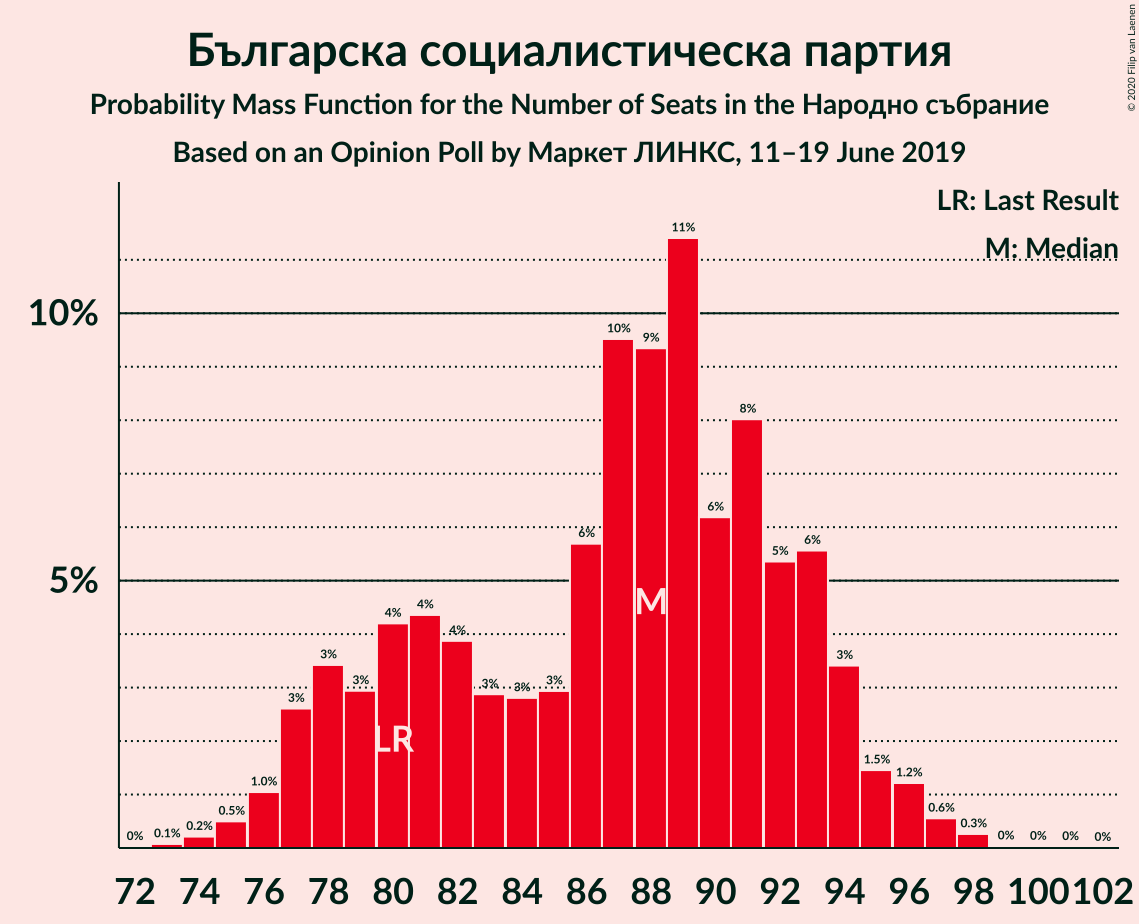 Българска социалистическа партия
Probability Mass Function for the Number of Seats in the Народно събрание
Based on an Opinion Poll by Маркет ЛИНКС, 11–19 June 2019
© 2020 Filip van Laenen
LR: Last Result
M: Median
10%
5%
0% 0.1% 0.2% 0.5% 1.0% 3% 3% 3% 4% 4% 4% 3% 3% 3% 6% 10% 9% 11% 6% 8% 5% 6% 3% 1.5% 1.2% 0.6% 0.3% 0% 0% 0% 0%
M
LR
72 74 76 78 80 82 84 86 88 90 92 94 96 98 100 102